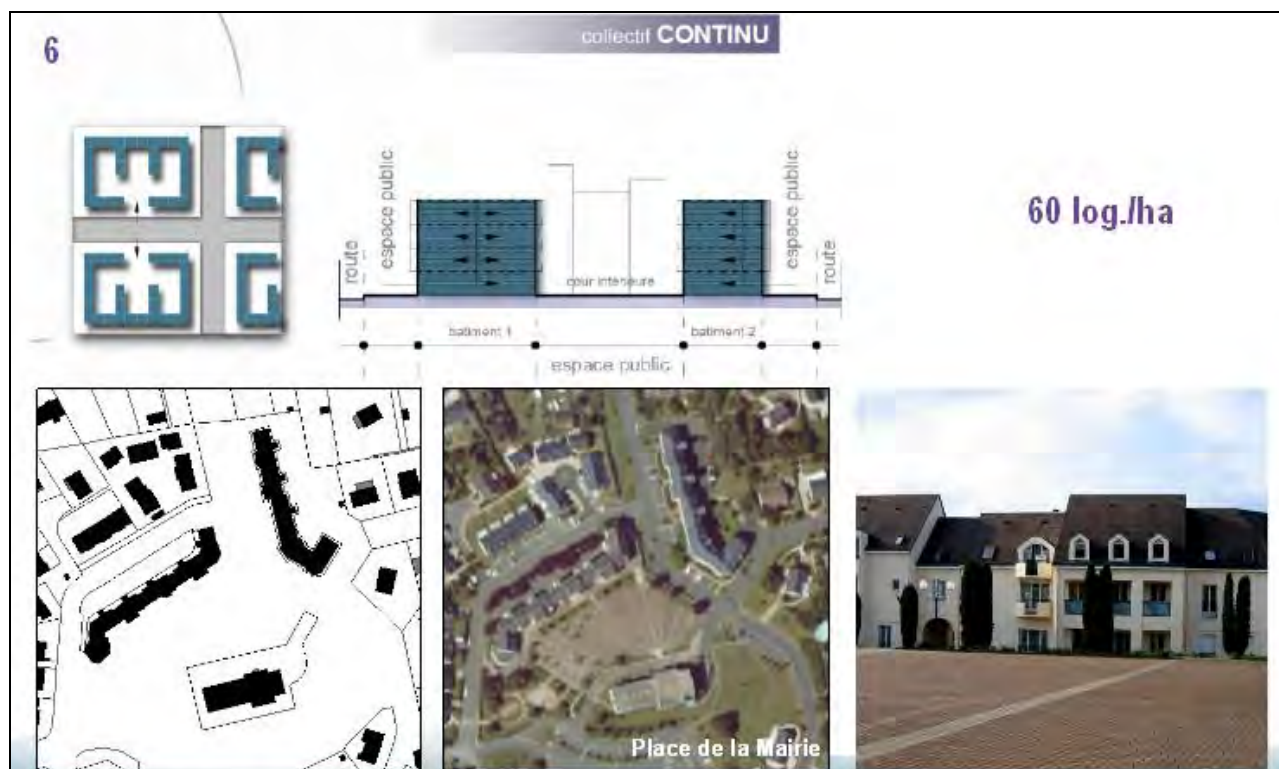 6
collectif CONTINU
60 log./ha
route
espace public
espace public
route
cour intérieure
batiment 1
batiment 2
espace public
Place de la Mairie